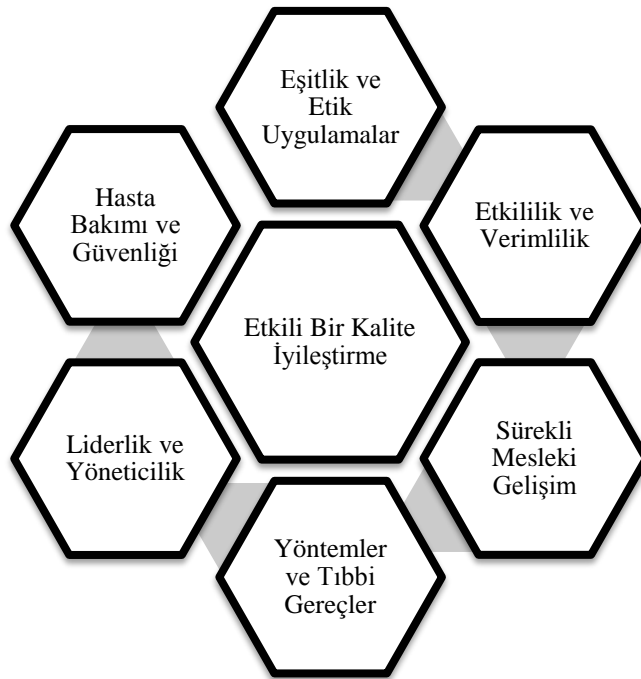 Eşitlik ve
Etik
Uygulamalar
Etkililik ve
Verimlilik
Sürekli
Mesleki
Gelişim
Yöntemler
ve Tıbbi
Gereçler
Liderlik ve
Yöneticilik
Hasta
Bakımı ve
Güvenliği
Etkili Bir Kalite
İyileştirme